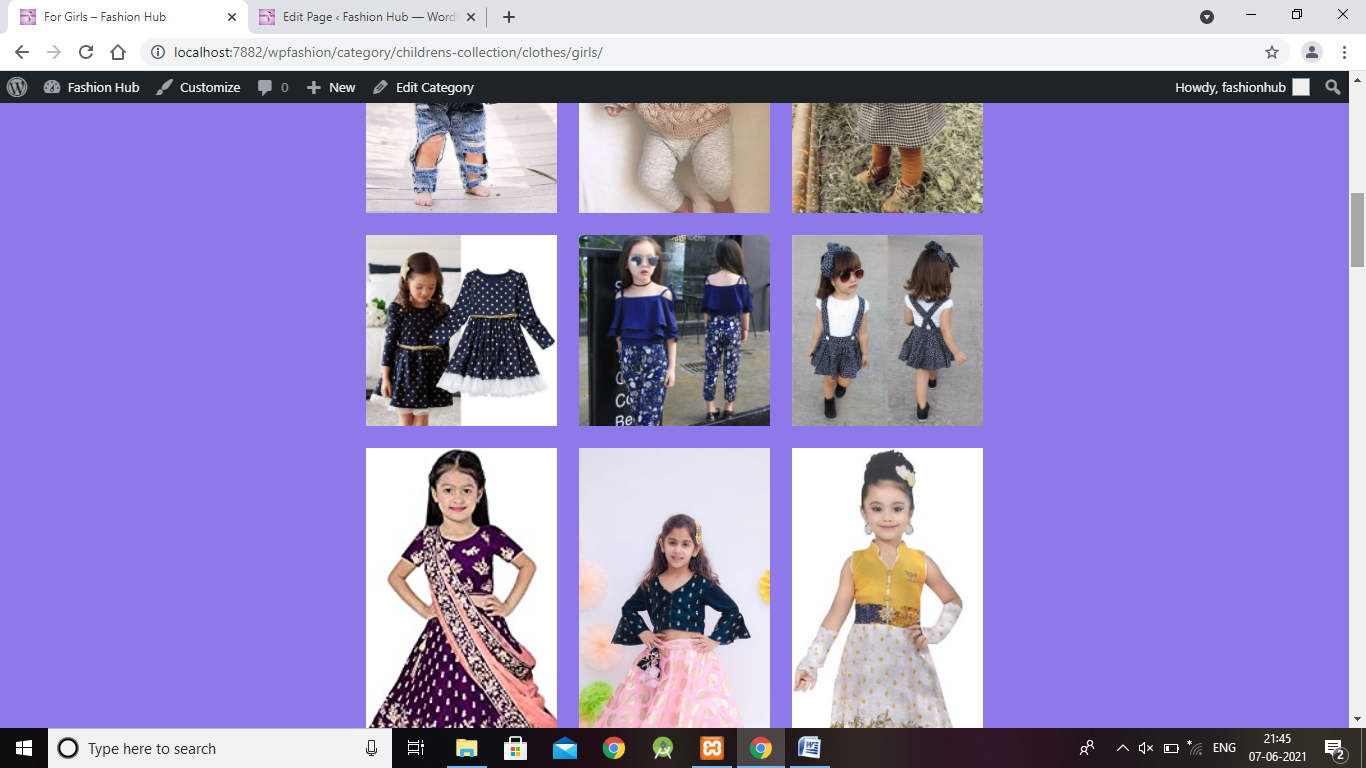 For Girls – Fashion Hub
Edit Page ‹ Fashion Hub — Word
localhost:7882/wpfashion/category/childrens-collection/clothes/girls/
Fashion Hub
Customize
0
New
Edit Category
Howdy, fashionhub
Be
Type here to search
ENG
21:45
07-06-2021
2